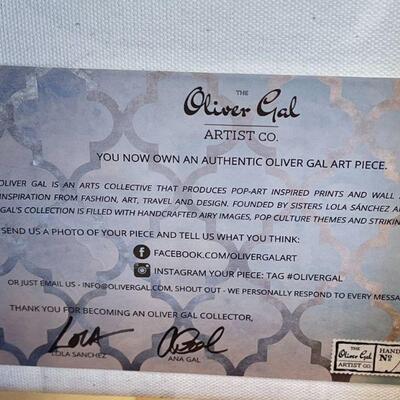 THE
Oliver Gal
ARTIST CO.
YOU NOW OWN AN AUTHENTIC OLIVER GAL ART PIECE.
OLIVER GAL IS AN ARTS COLLECTIVE THAT PRODUCES POP-ART INSPIRED PRINTS AND WALL
INSPIRATION FROM FASHION, ART, TRAVEL AND DESIGN. FOUNDED BY SISTERS LOLA SÁNCHEZ
GAL'S COLLECTION IS FILLED WITH HANDCRAFTED AIRY IMAGES, POP CULTURE THEMES AND
SEND US A PHOTO OF YOUR PIECE AND TELL US WHAT YOU THINK:
FACEBOOK.COM/OLIVERGALART
INSTAGRAM YOUR PIECE: TAG #OLIVERGAL
OR JUST EMAIL US - INFO@OLIVERGAL.COM, SHOUT OUT - WE PERSONALLY RESPOND TO EVERY
THANK YOU FOR BECOMING AN OLIVER GAL COLLECTOR,
LOLA
LOLA SANCHEZ
ANA GAL
THE
Oliver Gal
ARTIST CO.
HAND
Nº